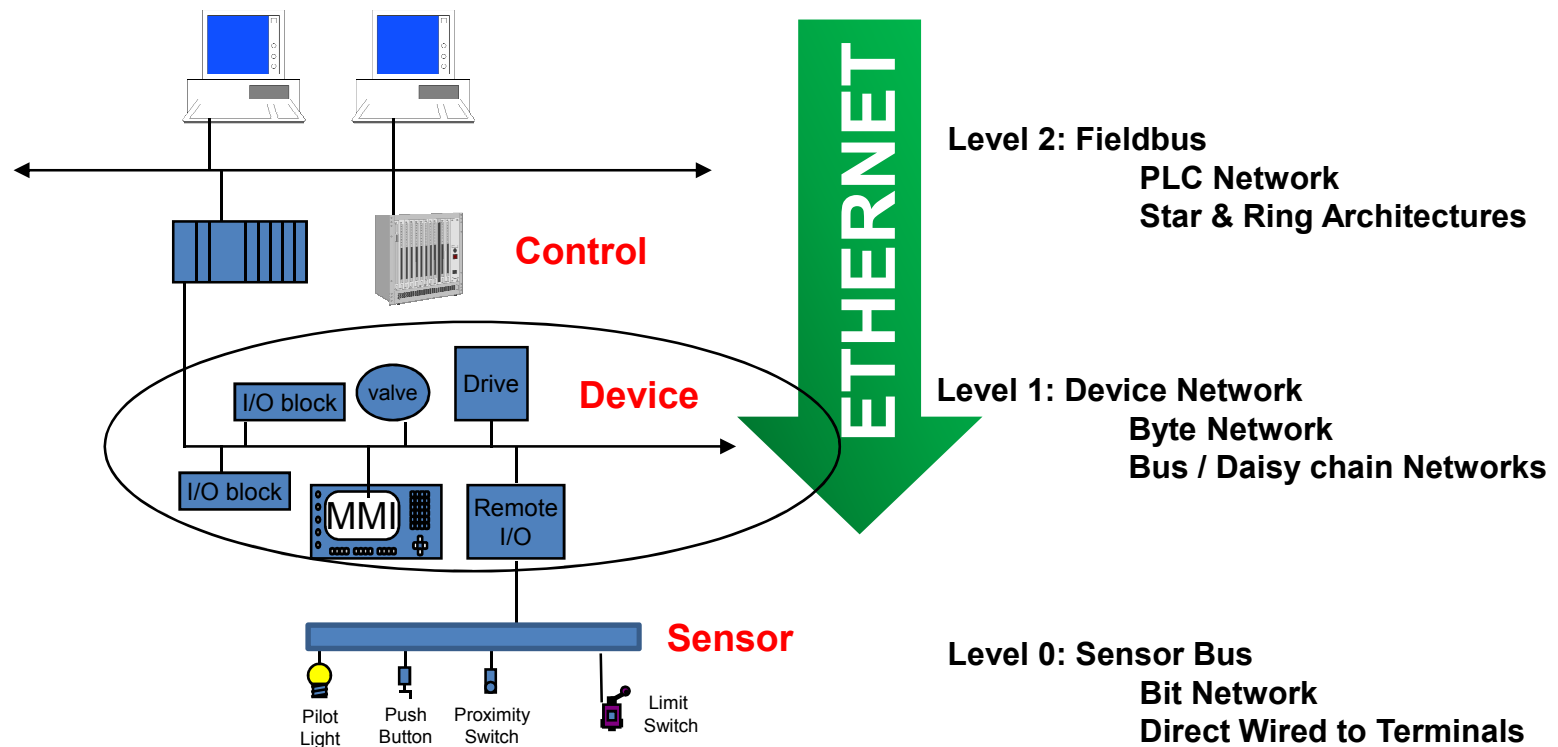 ETHERNET
Level 2: Fieldbus
PLC Network
Star & Ring Architectures
Control
I/O block
valve
Drive
Device
Level 1: Device Network
Byte Network
Bus / Daisy chain Networks
I/O block
MMI
Remote
I/O
Sensor
Level 0: Sensor Bus
Bit Network
Direct Wired to Terminals
Pilot
Light
Push
Button
Proximity
Switch
Limit
Switch